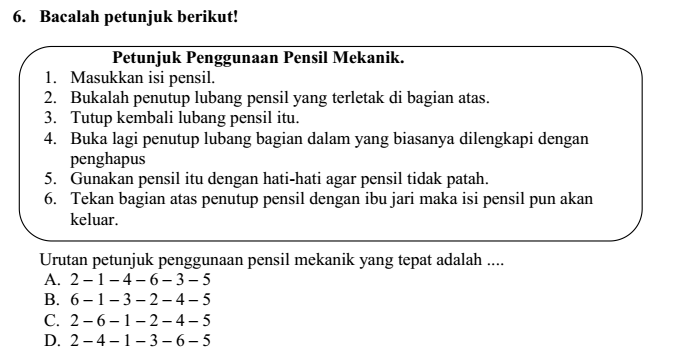 6. Bacalah petunjuk berikut!
Petunjuk Penggunaan Pensil Mekanik.
1. Masukkan isi pensil.
2. Bukalah penutup lubang pensil yang terletak di bagian atas.
3. Tutup kembali lubang pensil itu.
4. Buka lagi penutup lubang bagian dalam yang biasanya dilengkapi dengan
penghapus
5. Gunakan pensil itu dengan hati-hati agar pensil tidak patah.
6. Tekan bagian atas penutup pensil dengan ibu jari maka isi pensil pun akan
keluar.
Urutan petunjuk penggunaan pensil mekanik yang tepat adalah ....
A. 2 – 1 – 4 – 6 – 3 – 5
B. 6 – 1 – 3 – 2 – 4 – 5
C. 2 – 6 – 1 – 2 – 4 – 5
D. 2 – 4 – 1 – 3 – 6 – 5